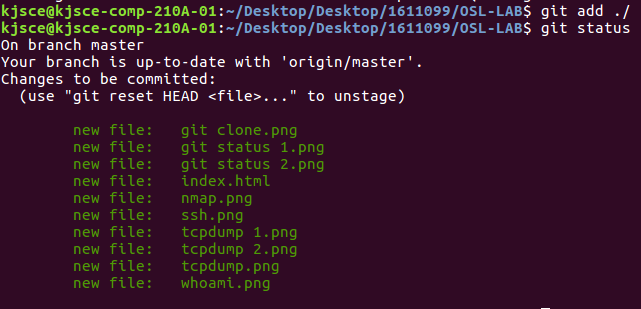 kjsce@kjsce-comp-210A-01:~/Desktop/Desktop/1611099/OSL-LAB$ git add ./
kjsce@kjsce-comp-210A-01:~/Desktop/Desktop/1611099/OSL-LAB$ git status
On branch master
Your branch is up-to-date with 'origin/master'.
Changes to be committed:
  (use "git reset HEAD <file>..." to unstage)
        new file:   git clone.png
        new file:   git status 1.png
        new file:   git status 2.png
        new file:   index.html
        new file:   nmap.png
        new file:   ssh.png
        new file:   tcpdump 1.png
        new file:   tcpdump 2.png
        new file:   tcpdump.png
        new file:   whoami.png